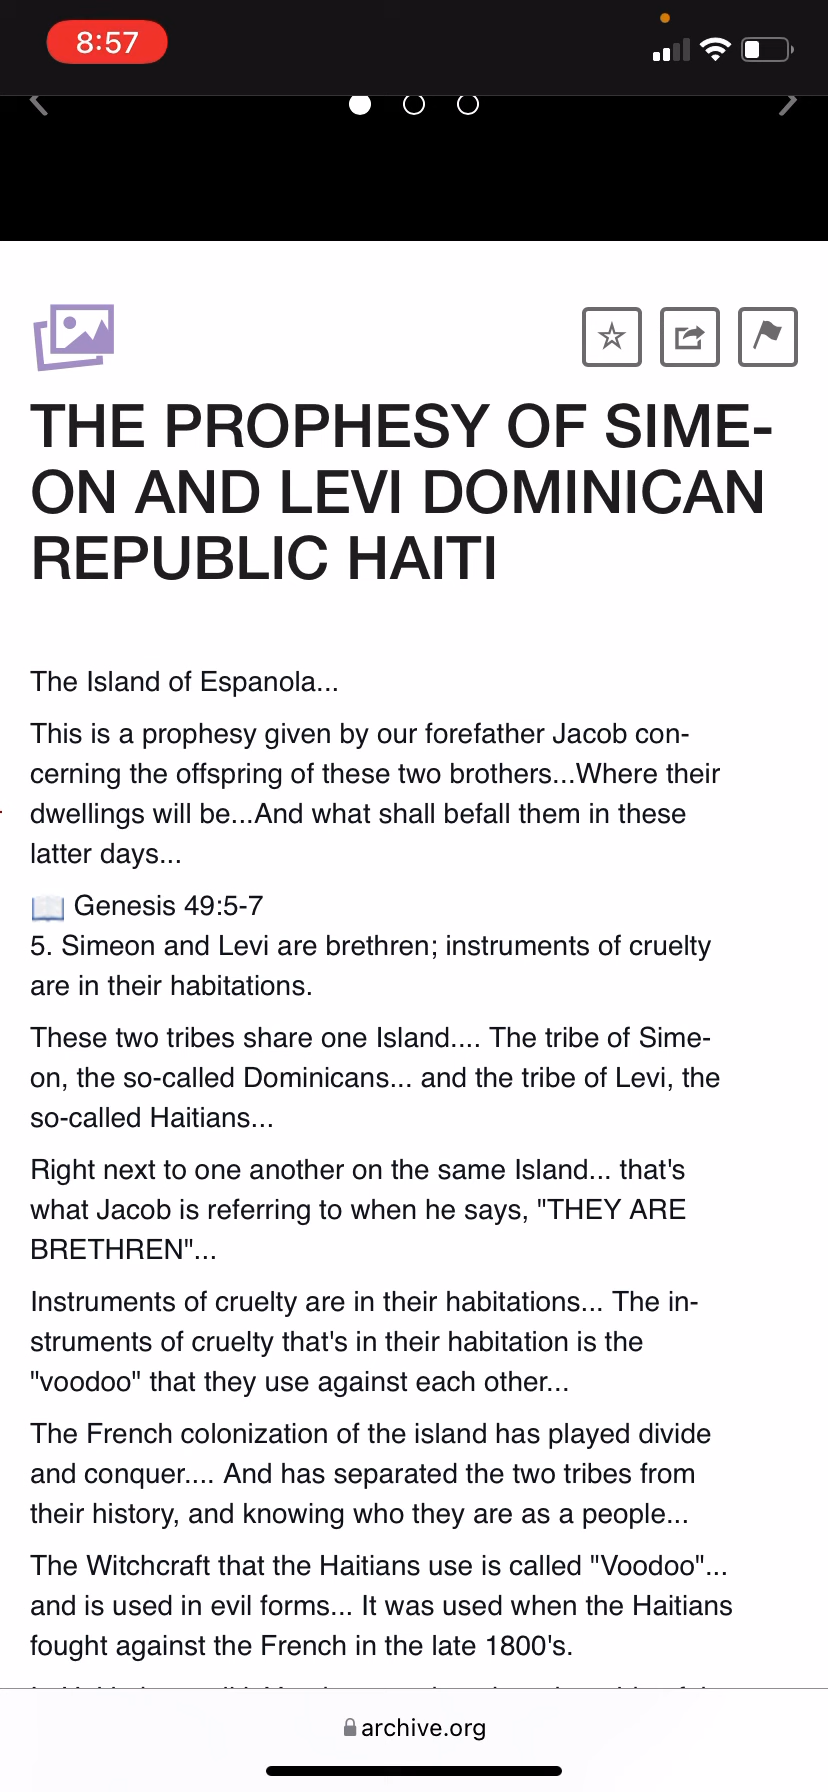 8:57
THE PROPHESY OF SIME-
ON AND LEVI DOMINICAN
REPUBLIC HAITI
The Island of Espanola...
This is a prophesy given by our forefather Jacob con-
cerning the offspring of these two brothers...Where their
dwellings will be...And what shall befall them in these
latter days...
📖 Genesis 49:5-7
5. Simeon and Levi are brethren; instruments of cruelty
are in their habitations.
These two tribes share one Island.... The tribe of Sime-
on, the so-called Dominicans... and the tribe of Levi, the
so-called Haitians...
Right next to one another on the same Island... that's
what Jacob is referring to when he says, "THEY ARE
BRETHREN"...
Instruments of cruelty are in their habitations... The in-
struments of cruelty that's in their habitation is the
"voodoo" that they use against each other...
The French colonization of the island has played divide
and conquer.... And has separated the two tribes from
their history, and knowing who they are as a people...
The Witchcraft that the Haitians use is called "Voodoo"...
and is used in evil forms... It was used when the Haitians
fought against the French in the late 1800's.
archive.org